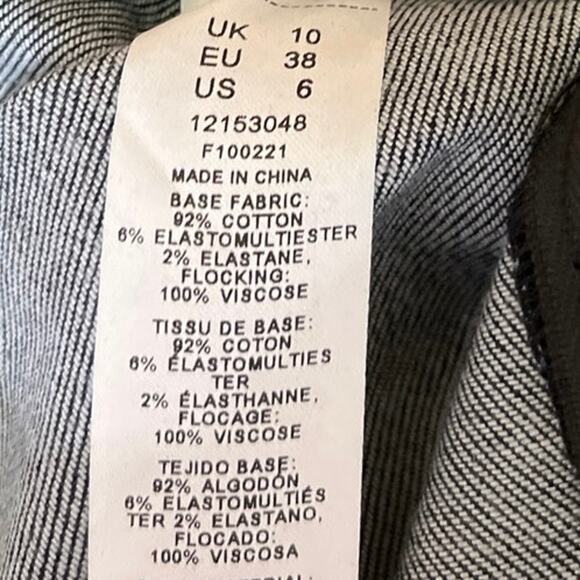 UK 10
EU 38
US 6
12153048
F100221
MADE IN CHINA
BASE FABRIC:
92% COTTON
6% ELASTOMULTIESTER
2% ELASTANE,
FLOCKING:
100% VISCOSE
TISSU DE BASE:
92% COTON
6% ÉLASTOMULTIES
TER
2% ÉLASTHANNE,
FLOCAGE:
100% VISCOSE
TEJIDO BASE:
92% ALGODÓN
6% ELASTOMULTIÉS
TER 2% ELASTANO,
FLOCADO:
100% VISCOSA